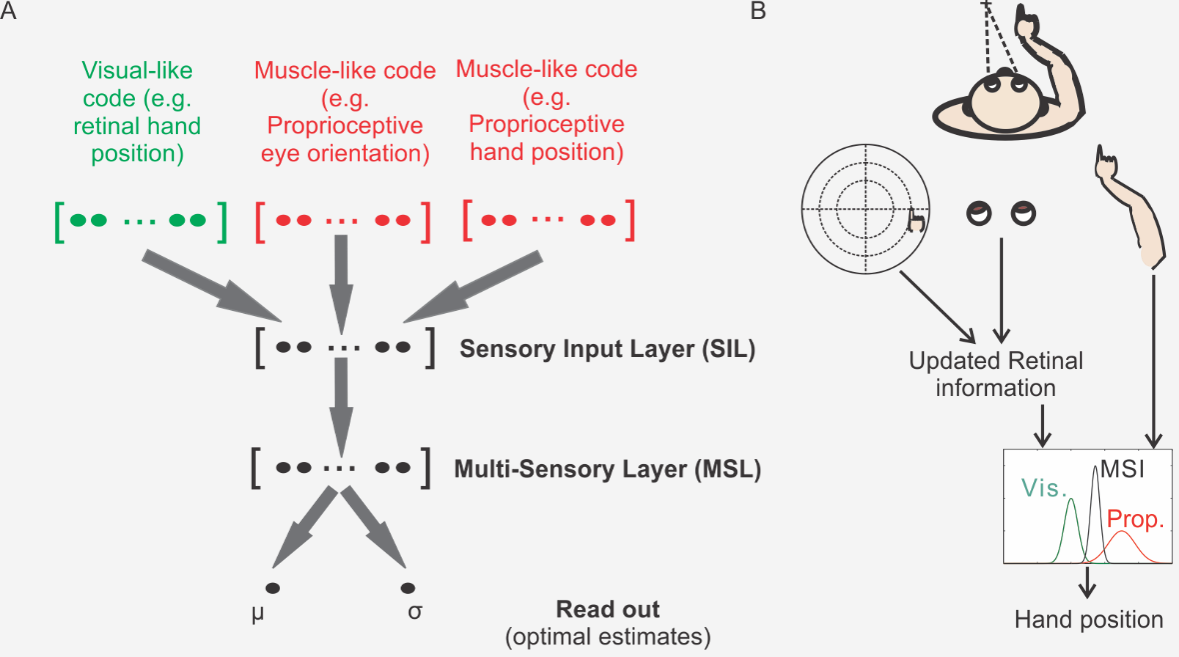 A
Visual-like
code (e.g.
retinal hand
position)
Muscle-like code
(e.g.
Proprioceptive
eye orientation)
Muscle-like code
(e.g.
Proprioceptive
hand position)
[●● ... ●●]
[●● ... ●●]
[●● ... ●●]
[●● ... ●●]
Sensory Input Layer (SIL)
[●● ... ●●]
Multi-Sensory Layer (MSL)
μ
σ
Read out
(optimal estimates)
B
Updated Retinal
information
Vis.
MSI
Prop.
Hand position